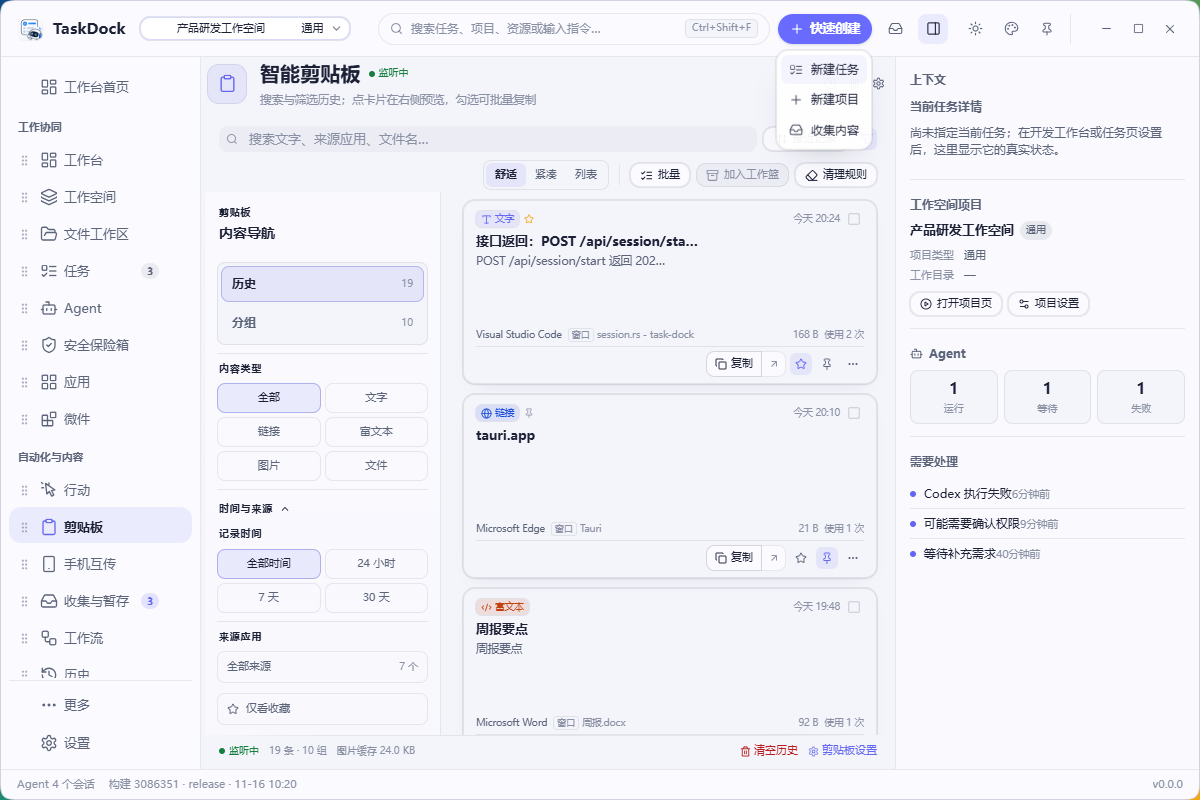 TaskDock
产品研发工作空间 通用
搜索任务、项目、资源或输入指令... Ctrl+Shift+F
快速创建
新建任务
新建项目
收集内容
工作台首页
工作协同
工作台
工作空间
文件工作区
任务 3
Agent
安全保险箱
应用
微件
自动化与内容
行动
剪贴板
手机互传
收集与暂存 3
工作流
历史
更多
设置
智能剪贴板 监听中
搜索与筛选历史；点卡片在右侧预览，勾选可批量复制
搜索文字、来源应用、文件名...
舒适 紧凑 列表 批量 加入工作篮 清理规则
剪贴板
内容导航
历史 19
分组 10
内容类型
全部 文字
链接 富文本
图片 文件
时间与来源
记录时间
全部时间 24 小时
7 天 30 天
来源应用
全部来源 7 个
仅看收藏
文字 今天 20:24
接口返回：POST /api/session/sta...
POST /api/session/start 返回 202...
Visual Studio Code 窗口 session.rs - task-dock 168 B 使用 2 次
复制
链接 今天 20:10
tauri.app
Microsoft Edge 窗口 Tauri 21 B 使用 1 次
复制
富文本 今天 19:48
周报要点
周报要点
Microsoft Word 窗口 周报.docx 92 B 使用 1 次
监听中 19 条 · 10 组 图片缓存 24.0 KB 清空历史 剪贴板设置
上下文
当前任务详情
尚未指定当前任务；在开发工作台或任务页设置
后，这里显示它的真实状态。
工作空间项目
产品研发工作空间 通用
项目类型 通用
工作目录 —
打开项目页 项目设置
Agent
1 1 1
运行 等待 失败
需要处理
Codex 执行失败6分钟前
可能需要确认权限9分钟前
等待补充需求40分钟前
Agent 4 个会话 构建 3086351 · release · 11-16 10:20 v0.0.0